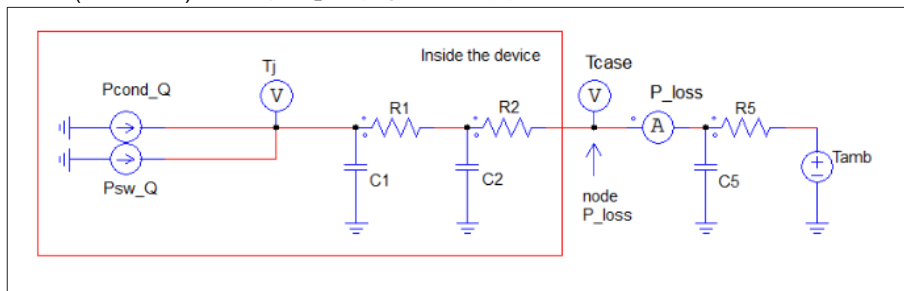 Inside the device
Tj
Tcase
Pcond_Q
V
V
P_loss
R1
R2
A
R5
Psw_Q
C1
C2
C5
Tamb
node
P_loss